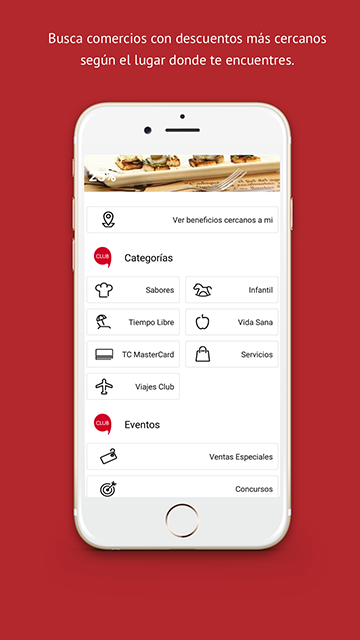 Busca comercios con descuentos más cercanos
según el lugar donde te encuentres.
25%
Ver beneficios cercanos a mi
CLUB Categorías
Sabores Infantil
Tiempo Libre Vida Sana
TC MasterCard Servicios
Viajes Club
CLUB Eventos
Ventas Especiales
Concursos